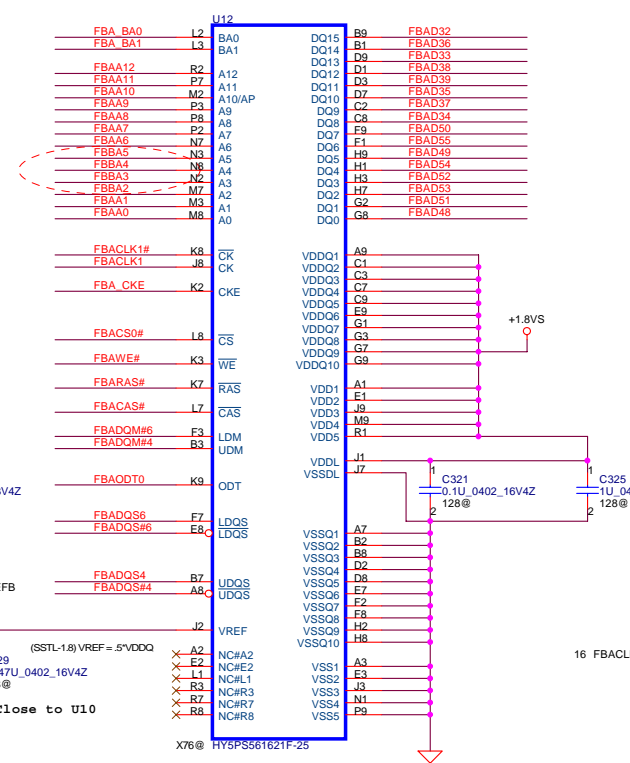 U12
FBA_BA0 L2 BA0 DQ15 B9 FBAD32
FBA_BA1 L3 BA1 DQ14 B1 FBAD36
DQ13 D9 FBAD33
FBAA12 R2 A12 DQ12 D1 FBAD38
FBAA11 P7 A11 DQ11 D3 FBAD39
FBAA10 M2 A10/AP DQ10 D7 FBAD35
FBAA9 P3 A9 DQ9 C2 FBAD37
FBAA8 P8 A8 DQ8 C8 FBAD34
FBAA7 P2 A7 DQ7 F9 FBAD50
FBAA6 N7 A6 DQ6 F1 FBAD55
FBBA5 N3 A5 DQ5 H9 FBAD49
FBBA4 N8 A4 DQ4 H1 FBAD54
FBBA3 N2 A3 DQ3 H3 FBAD52
FBBA2 M7 A2 DQ2 H7 FBAD53
FBAA1 M3 A1 DQ1 G2 FBAD51
FBAA0 M8 A0 DQ0 G8 FBAD48
FBACLK1# K8 CK VDDQ1 A9
FBACLK1 J8 CK VDDQ2 C1
VDDQ3 C3
FBA_CKE K2 CKE VDDQ4 C7
VDDQ5 C9
VDDQ6 E9
VDDQ7 G1
+1.8VS
FBACS0# L8 CS VDDQ8 G3
VDDQ9 G7
FBAWE# K3 WE VDDQ10 G9
FBARAS# K7 RAS VDD1 A1
VDD2 E1
FBACAS# L7 CAS VDD3 J9
VDD4 M9
FBADQM#6 F3 LDM VDD5 R1
FBADQM#4 B3 UDM
VDDL J1
VSSDL J7
1 C321 1 C325
FBAODT0 K9 ODT
V4Z 0.1U_0402_16V4Z 1U_04
128@ 128@
2 2
FBADQS6 F7 LDQS
FBADQS#6 E8 LDQS VSSQ1 A7
VSSQ2 B2
VSSQ3 B8
VSSQ4 D2
FBADQS4 B7 UDQS VSSQ5 D8
FBADQS#4 A8 UDQS VSSQ6 E7
VSSQ7 F2
VSSQ8 F8
J2 VREF VSSQ9 H2
VSSQ10 H8
(SSTL-1.8) VREF = .5*VDDQ
A2 NC#A2
E2 NC#E2 VSS1 A3
L1 NC#L1 VSS2 E3
R3 NC#R3 VSS3 J3
R7 NC#R7 VSS4 N1
R8 NC#R8 VSS5 P9
29
47U_0402_16V4Z
Close to U10
16 FBACL
X76@ HY5PS561621F-25